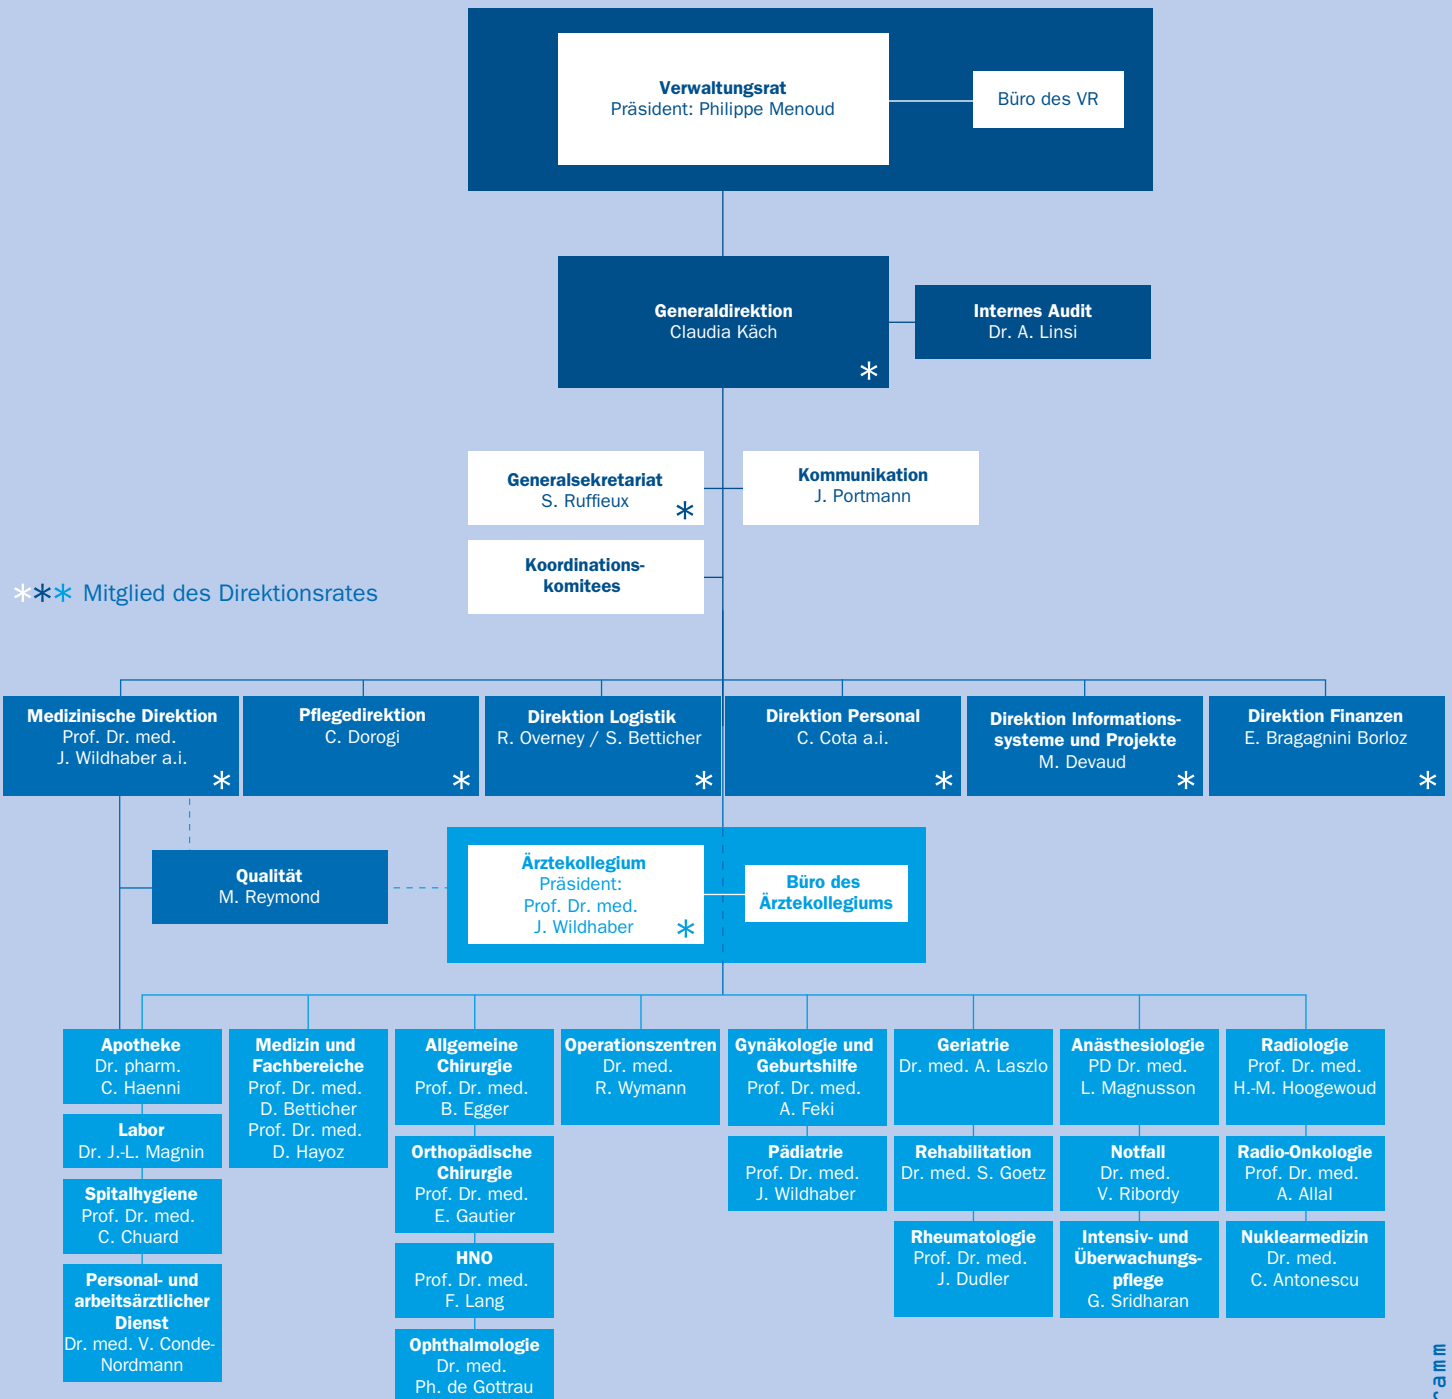 Verwaltungsrat
Präsident: Philippe Menoud
Büro des VR
Generaldirektion
Claudia Käch
*
Internes Audit
Dr. A. Linsi
Generalsekretariat
S. Ruffieux
*
Kommunikation
J. Portmann
Koordinations-
komitees
*** Mitglied des Direktionsrates
Medizinische Direktion
Prof. Dr. med.
J. Wildhaber a.i.
*
Pflegedirektion
C. Dorogi
*
Direktion Logistik
R. Overney / S. Betticher
*
Direktion Personal
C. Cota a.i.
*
Direktion Informations-
systeme und Projekte
M. Devaud
*
Direktion Finanzen
E. Bragagnini Borloz
*
Qualität
M. Reymond
Ärztekollegium
Präsident:
Prof. Dr. med.
J. Wildhaber
*
Büro des
Ärztekollegiums
Apotheke
Dr. pharm.
C. Haenni
Labor
Dr. J.-L. Magnin
Spitalhygiene
Prof. Dr. med.
C. Chuard
Personal- und
arbeitsärztlicher
Dienst
Dr. med. V. Conde-
Nordmann
Medizin und
Fachbereiche
Prof. Dr. med.
D. Betticher
Prof. Dr. med.
D. Hayoz
Allgemeine
Chirurgie
Prof. Dr. med.
B. Egger
Orthopädische
Chirurgie
Prof. Dr. med.
E. Gautier
HNO
Prof. Dr. med.
F. Lang
Ophthalmologie
Dr. med.
Ph. de Gottrau
Operationszentren
Dr. med.
R. Wymann
Gynäkologie und
Geburtshilfe
Prof. Dr. med.
A. Feki
Pädiatrie
Prof. Dr. med.
J. Wildhaber
Geriatrie
Dr. med. A. Laszlo
Rehabilitation
Dr. med. S. Goetz
Rheumatologie
Prof. Dr. med.
J. Dudler
Anästhesiologie
PD Dr. med.
L. Magnusson
Notfall
Dr. med.
V. Ribordy
Intensiv- und
Überwachungs-
pflege
G. Sridharan
Radiologie
Prof. Dr. med.
H.-M. Hoogewoud
Radio-Onkologie
Prof. Dr. med.
A. Allal
Nuklearmedizin
Dr. med.
C. Antonescu